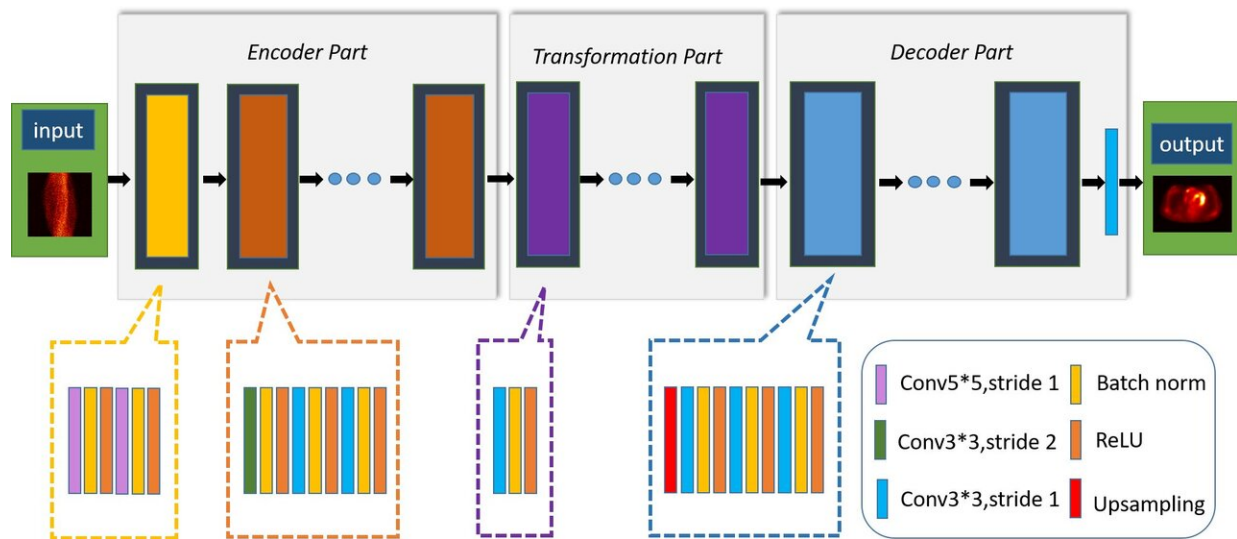 Encoder Part
Transformation Part
Decoder Part
input
output
Conv5*5,stride 1
Batch norm
Conv3*3,stride 2
ReLU
Conv3*3,stride 1
Upsampling